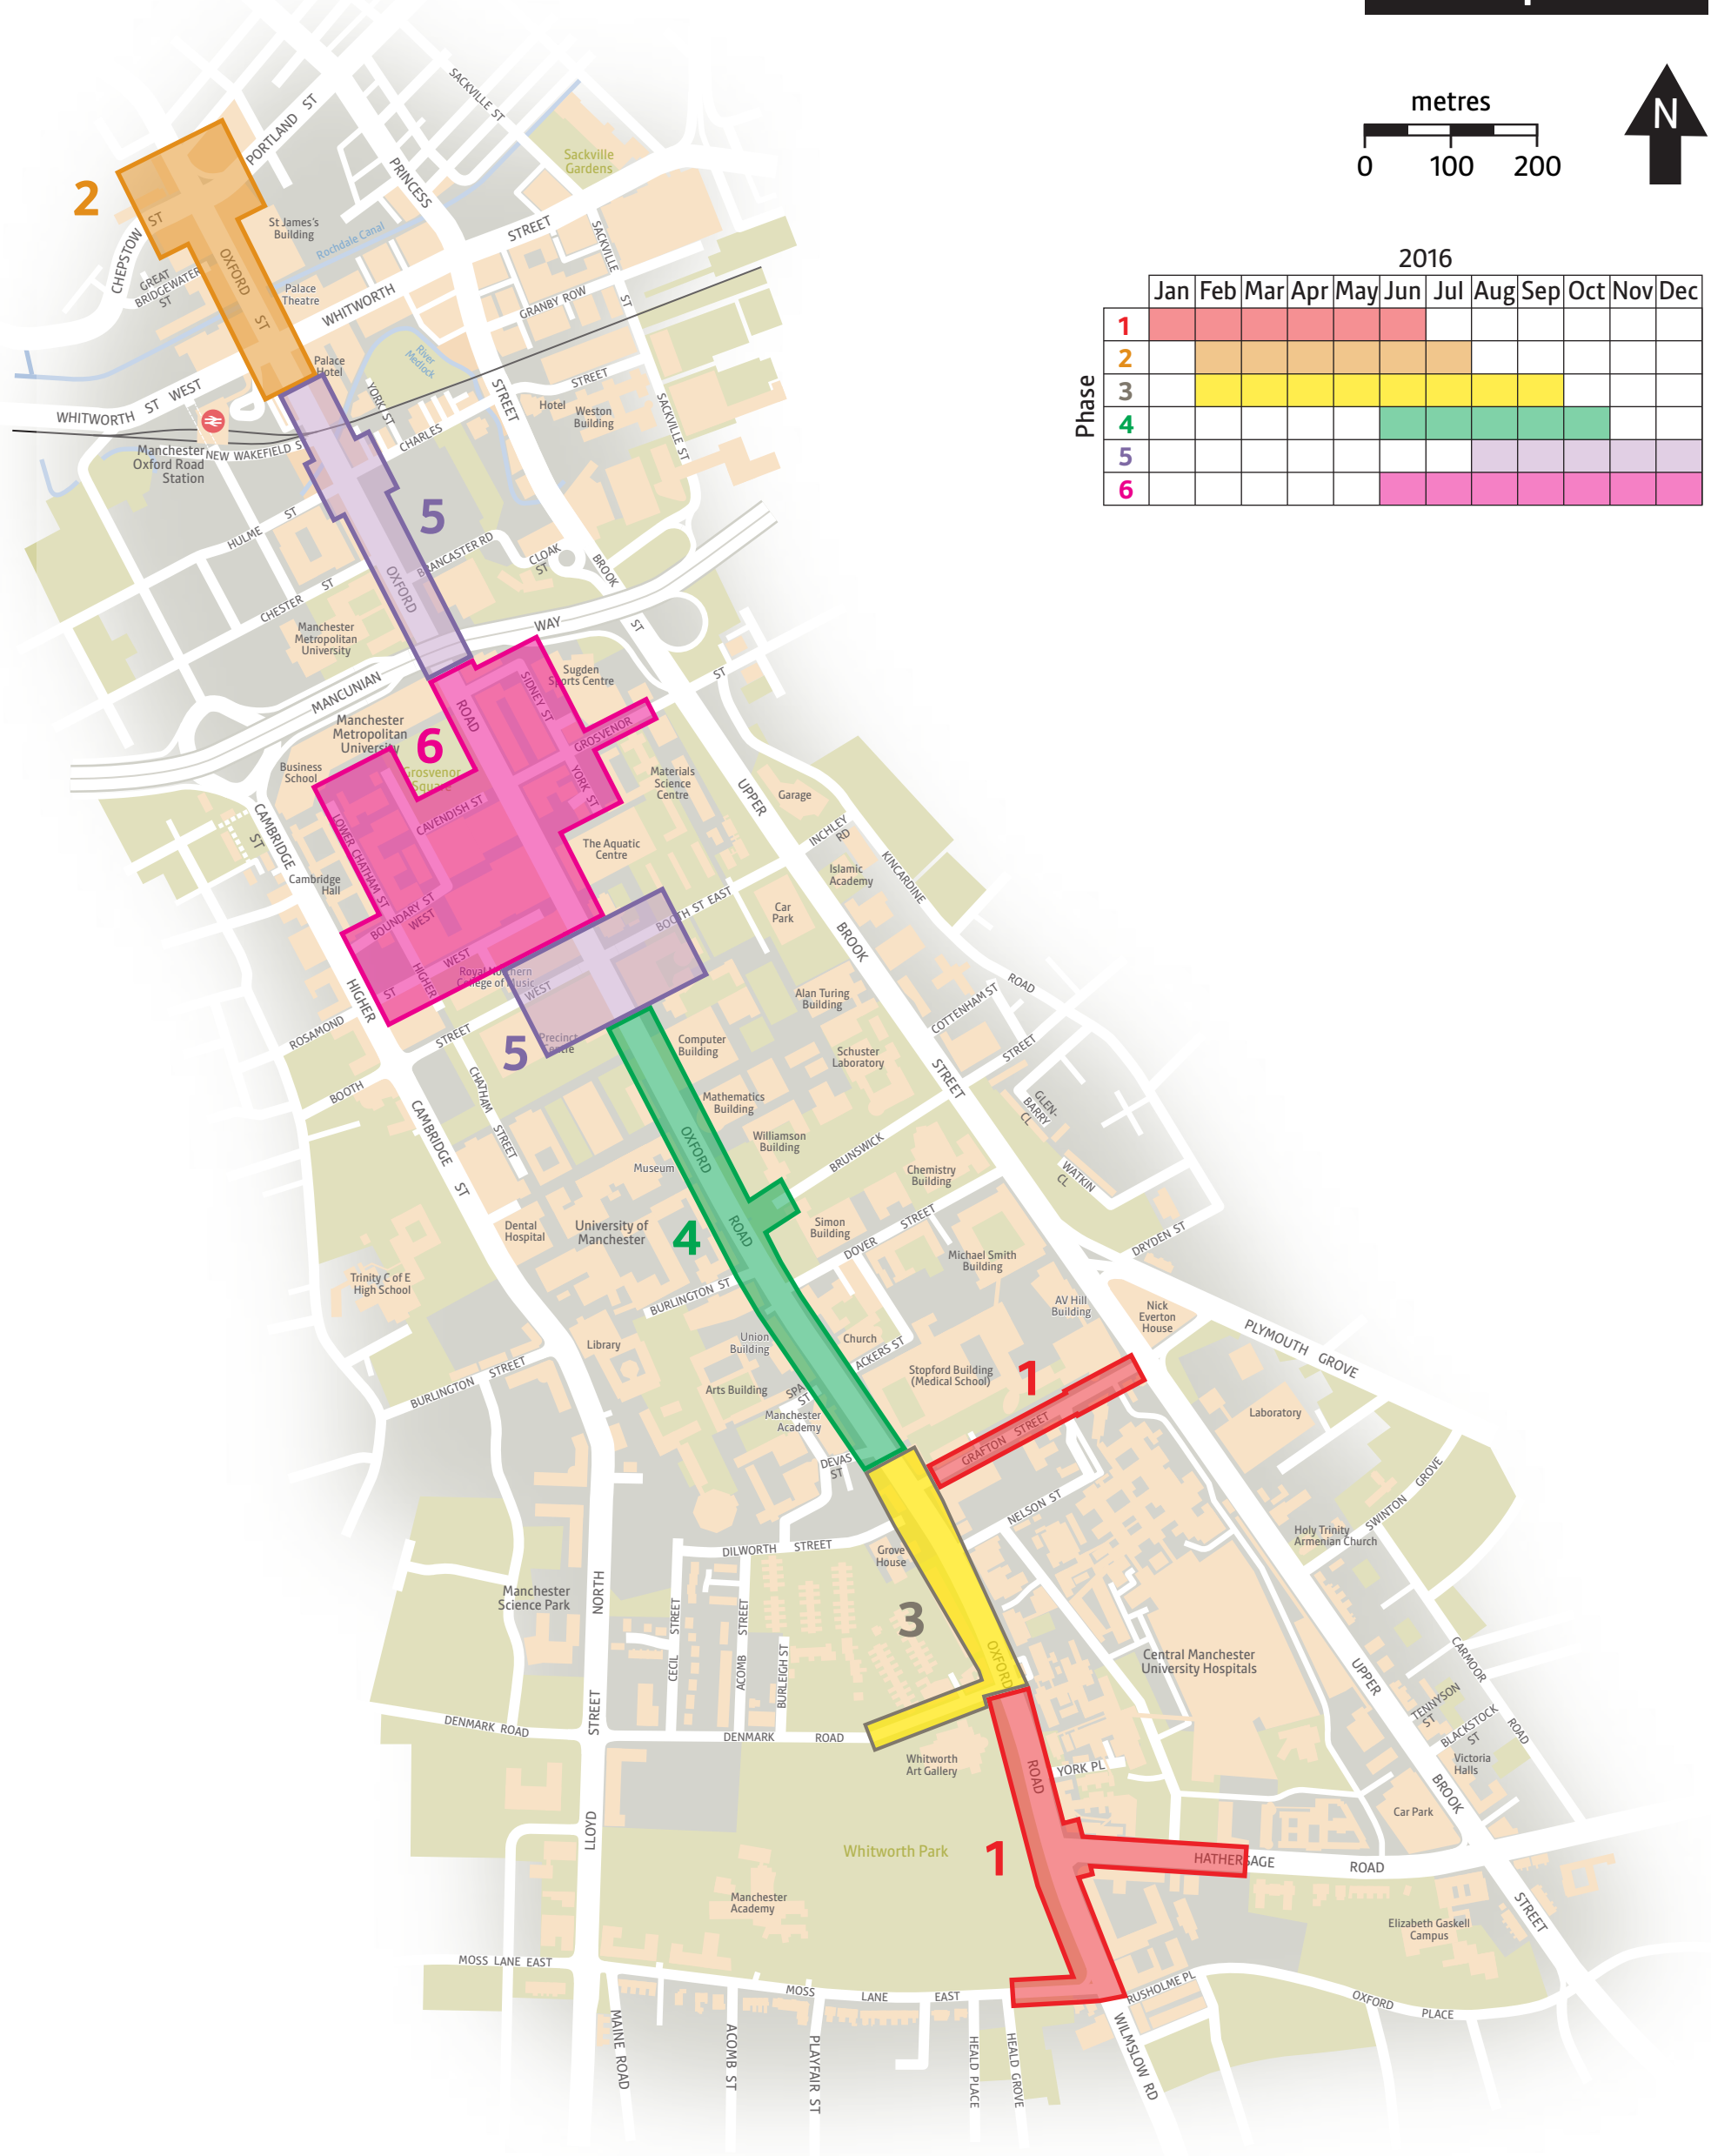 metres
0 100 200
N
2016
Jan Feb Mar Apr May Jun Jul Aug Sep Oct Nov Dec
Phase
1
2
3
4
5
6
SACKVILLE ST
PORTLAND ST
PRINCESS
Sackville
Gardens
2
CHEPSTOW ST
St James's
Building
Rochdale Canal
STREET
SACKVILLE ST
GREAT
BRIDGEWATER
ST
OXFORD ST
Palace
Theatre
WHITWORTH
GRANBY ROW
River
Medlock
Palace
Hotel
WHITWORTH ST WEST
YORK ST
STREET
STREET
Hotel
Weston
Building
SACKVILLE ST
CHARLES
Manchester
Oxford Road
Station
NEW WAKEFIELD S
5
HULME ST
BRANCASTER RD
CLOAK
ST
BROOK ST
OXFORD
CHESTER ST
Manchester
Metropolitan
University
MANCUNIAN WAY
Sugden
Sports Centre
SIDNEY ST
ST
ROAD
GROSVENOR
Manchester
Metropolitan
University
6
Business
School
Grosvenor
Square
YORK ST
Materials
Science
Centre
UPPER
Garage
CAVENDISH ST
LOWER CHATHAM ST
CAMBRIDGE
ST
INCHLEY
RD
The Aquatic
Centre
KINCARDINE
Islamic
Academy
Cambridge
Hall
BOUNDARY ST
WEST
BOOTH ST EAST
Car
Park
BROOK
WEST
HIGHER
ST
Royal Northern
College of Music
WEST
HIGHER
ROAD
ROSAMOND
STREET
Alan Turing
Building
COTTENHAM ST
5
Precinct
Centre
Computer
Building
Schuster
Laboratory
STREET
STREET
BOOTH
CHATHAM STREET
CAMBRIDGE ST
Mathematics
Building
GLEN-
BARRY
CL
Williamson
Building
OXFORD
BRUNSWICK
Museum
Chemistry
Building
WATKIN
CL
Dental
Hospital
University of
Manchester
4
ROAD
Simon
Building
DOVER STREET
Michael Smith
Building
DRYDEN ST
Trinity C of E
High School
BURLINGTON ST
AV Hill
Building
Nick
Everton
House
PLYMOUTH GROVE
Library
Union
Building
Church
ACKERS ST
Stopford Building
(Medical School)
1
BURLINGTON STREET
Arts Building
SPA
ST
Manchester
Academy
Laboratory
GRAFTON STREET
DEVAS
ST
SWINTON GROVE
NELSON ST
Holy Trinity
Armenian Church
DILWORTH STREET
Grove
House
Manchester
Science Park
NORTH
CECIL STREET
ACOMB STREET
BURLEIGH ST
3
OXFORD
Central Manchester
University Hospitals
CARMOOR ROAD
UPPER
TENNYSON
ST
BLACKSTOCK
ST
DENMARK ROAD
STREET
DENMARK ROAD
Whitworth
Art Gallery
ROAD
YORK PL
Victoria
Halls
BROOK
Car Park
LLOYD
Whitworth Park
1
HATHERSAGE ROAD
Manchester
Academy
STREET
Elizabeth Gaskell
Campus
MOSS LANE EAST
MOSS LANE EAST
RUSHOLME PL
OXFORD PLACE
MAINE ROAD
ACOMB ST
PLAYFAIR ST
HEALD PLACE
HEALD GROVE
WILMSLOW RD